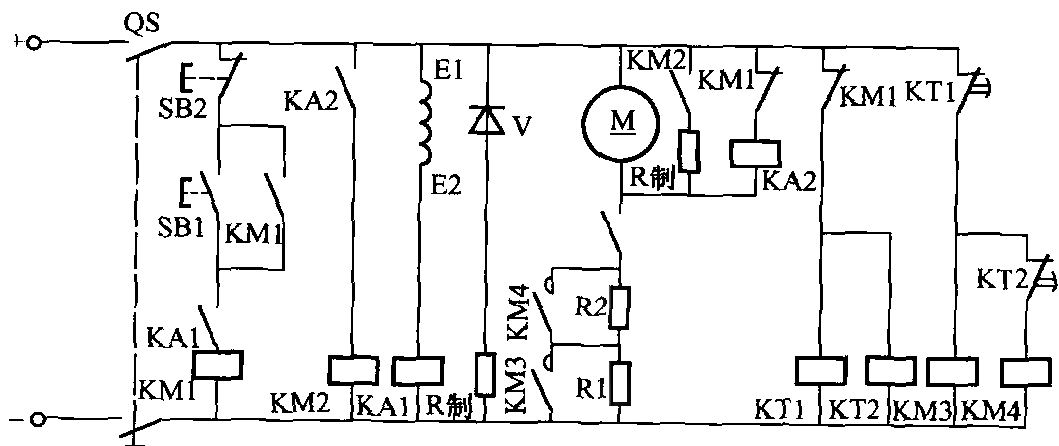 QS
+
E1
KM2
SB2
KA2
KM1
KM1
KT1
V
M
E2
R制
KA2
SB1
KM1
KT2
KM4
R2
KA1
KM3
R1
KM1
KM2
KA1
R制
KT1
KT2
KM3
KM4
−